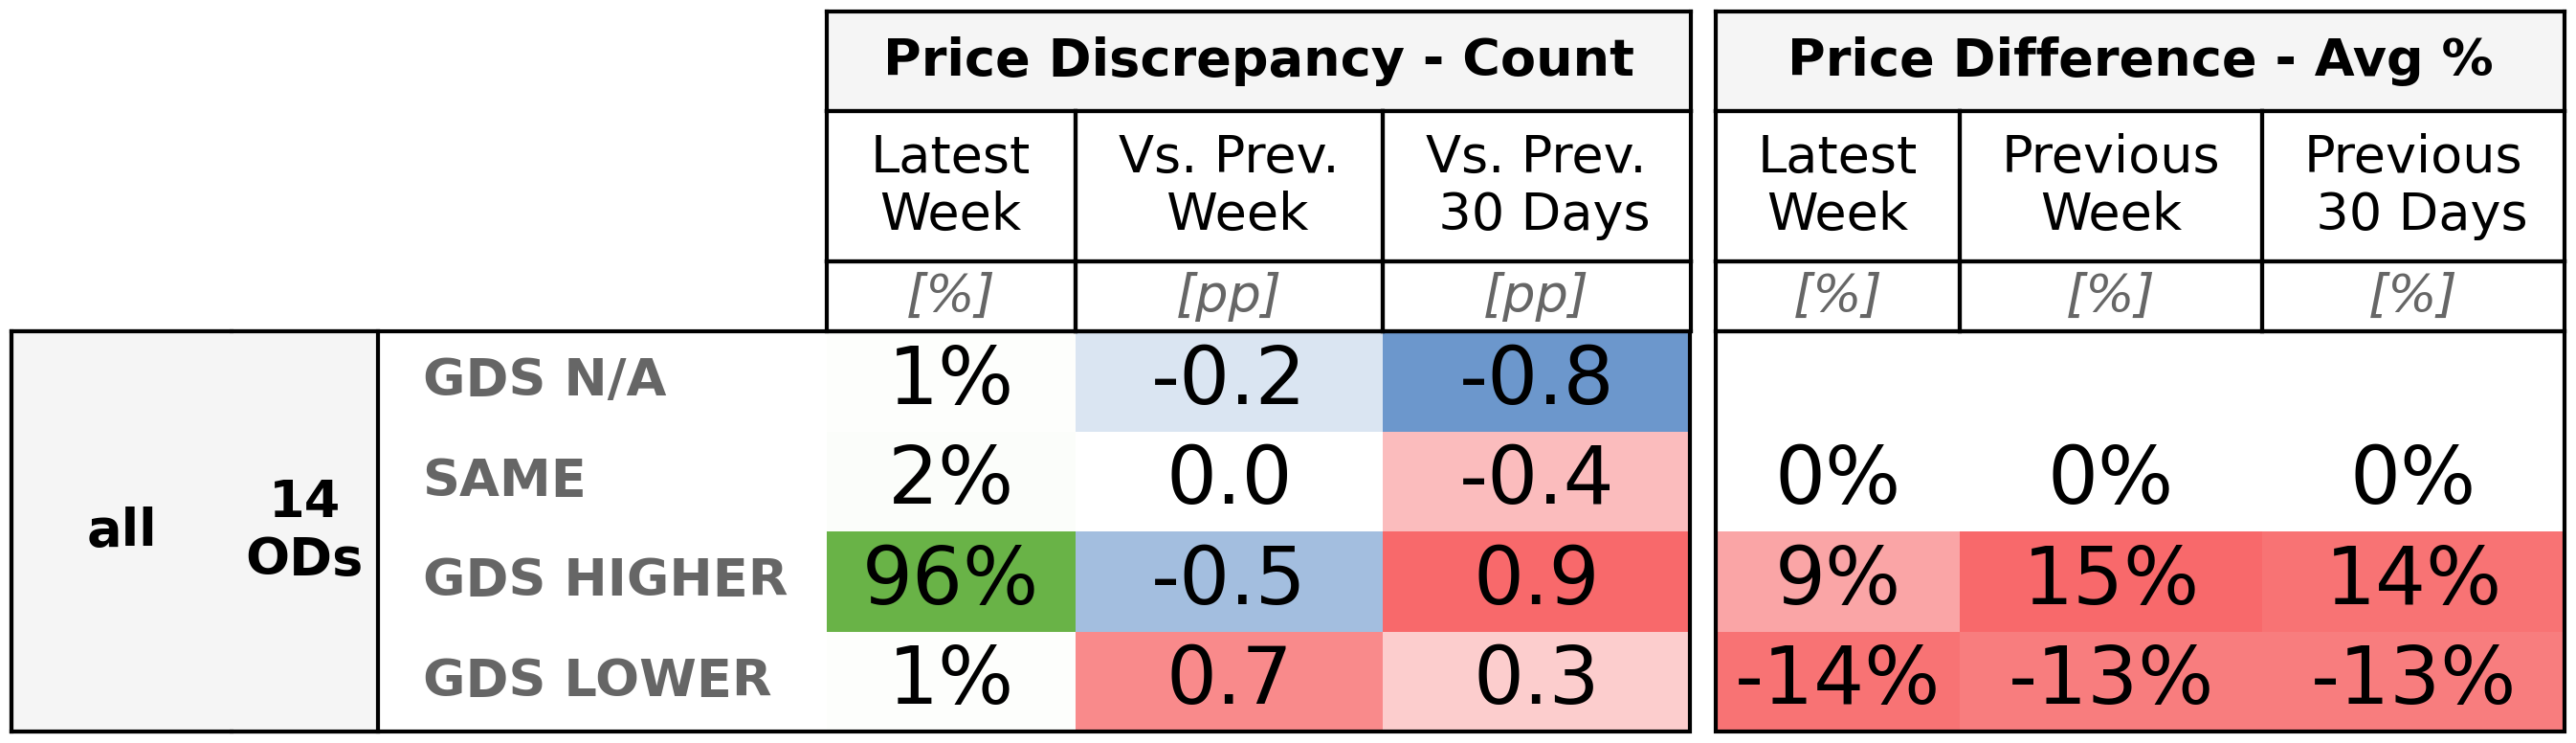 Price Discrepancy - Count Price Difference - Avg %
Latest Week Vs. Prev. Week Vs. Prev. 30 Days Latest Week Previous Week Previous 30 Days
[%] [pp] [pp] [%] [%] [%]
all 14 ODs
GDS N/A 1% -0.2 -0.8
SAME 2% 0.0 -0.4 0% 0% 0%
GDS HIGHER 96% -0.5 0.9 9% 15% 14%
GDS LOWER 1% 0.7 0.3 -14% -13% -13%